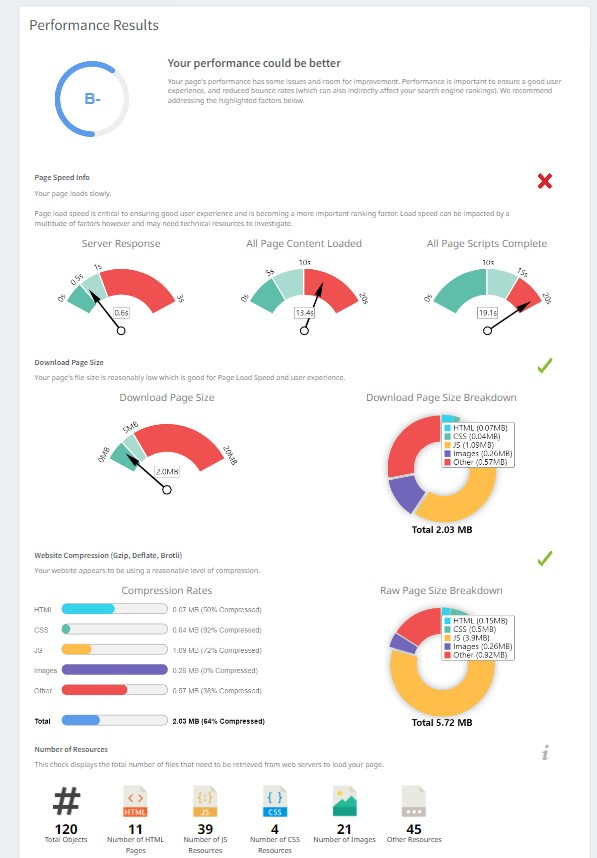 Performance Results
B-
Your performance could be better
Your page's performance has some issues and room for improvement. Performance is important to ensure a good user
experience, and reduced bounce rates (which can also indirectly affect your search engine rankings). We recommend
addressing the highlighted factors below.
Page Speed Info
Your page loads slowly.
Page load speed is critical to ensuring good user experience and is becoming a more important ranking factor. Load speed can be impacted by a
multitude of factors however and may need technical resources to investigate.
Server Response
0s
0.5s
1s
3s
0.6s
All Page Content Loaded
0s
5s
10s
20s
13.4s
All Page Scripts Complete
0s
10s
15s
20s
19.1s
Download Page Size
Your page's file size is reasonably low which is good for Page Load Speed and user experience.
Download Page Size
0MB
5MB
20MB
2.0MB
Download Page Size Breakdown
HTML (0.07MB)
CSS (0.04MB)
JS (1.09MB)
Images (0.26MB)
Other (0.57MB)
Total 2.03 MB
Website Compression (Gzip, Deflate, Brotli)
Your website appears to be using a reasonable level of compression.
Compression Rates
HTML 0.07 MB (50% Compressed)
CSS 0.04 MB (92% Compressed)
JS 1.09 MB (72% Compressed)
Images 0.26 MB (0% Compressed)
Other 0.57 MB (38% Compressed)
Total 2.03 MB (64% Compressed)
Raw Page Size Breakdown
HTML (0.15MB)
CSS (0.5MB)
JS (3.9MB)
Images (0.26MB)
Other (0.92MB)
Total 5.72 MB
Number of Resources
i
This check displays the total number of files that need to be retrieved from web servers to load your page.
#
HTML
JS
CSS
120 11 39 4 21 45
Total Objects
Number of HTML
Pages
Number of JS
Resources
Number of CSS
Resources
Number of Images
Other Resources